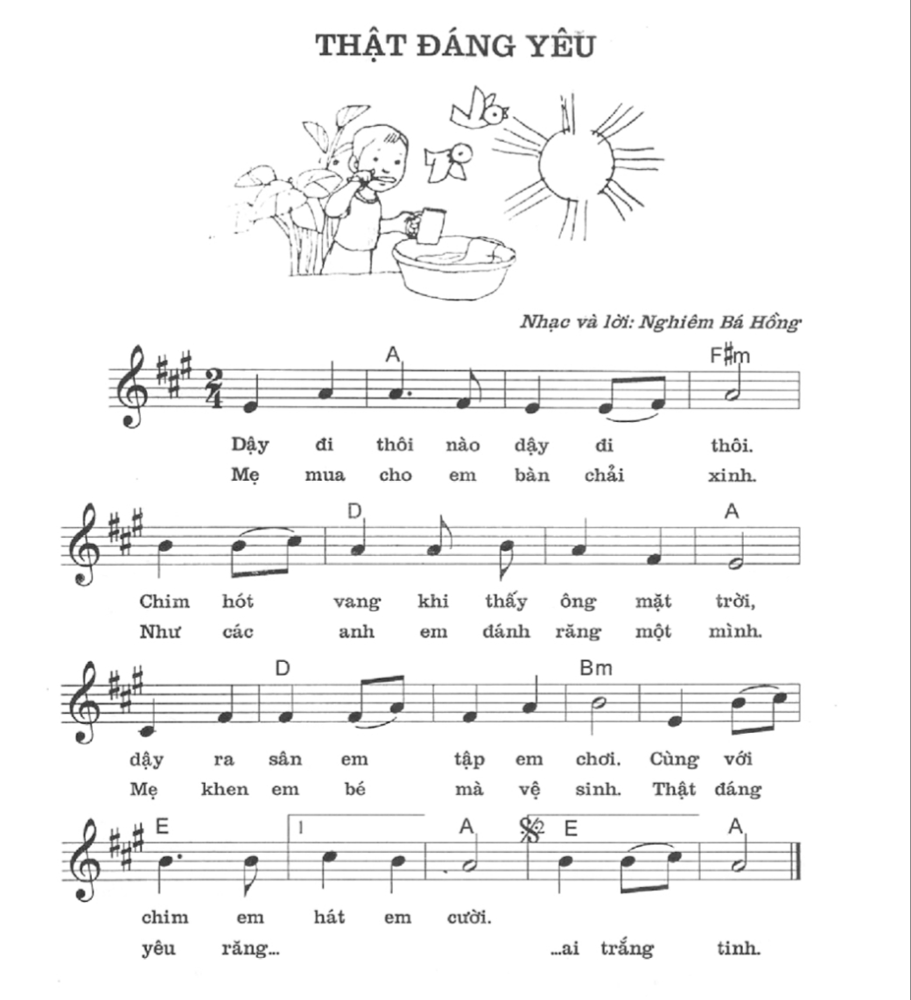 THẬT ĐÁNG YÊU
Nhạc và lời: Nghiêm Bá Hồng
A F#m
2
4
Dậy đi thôi nào dậy đi thôi.
Mẹ mua cho em bàn chải xinh.
D A
Chim hót vang khi thấy ông mặt trời,
Như các anh em đánh răng một mình.
D Bm
dậy ra sân em tập em chơi. Cùng với
Mẹ khen em bé mà vệ sinh. Thật đáng
E 1 A 2 E A
chim em hát em cười.
yêu răng... ...ai trắng tinh.